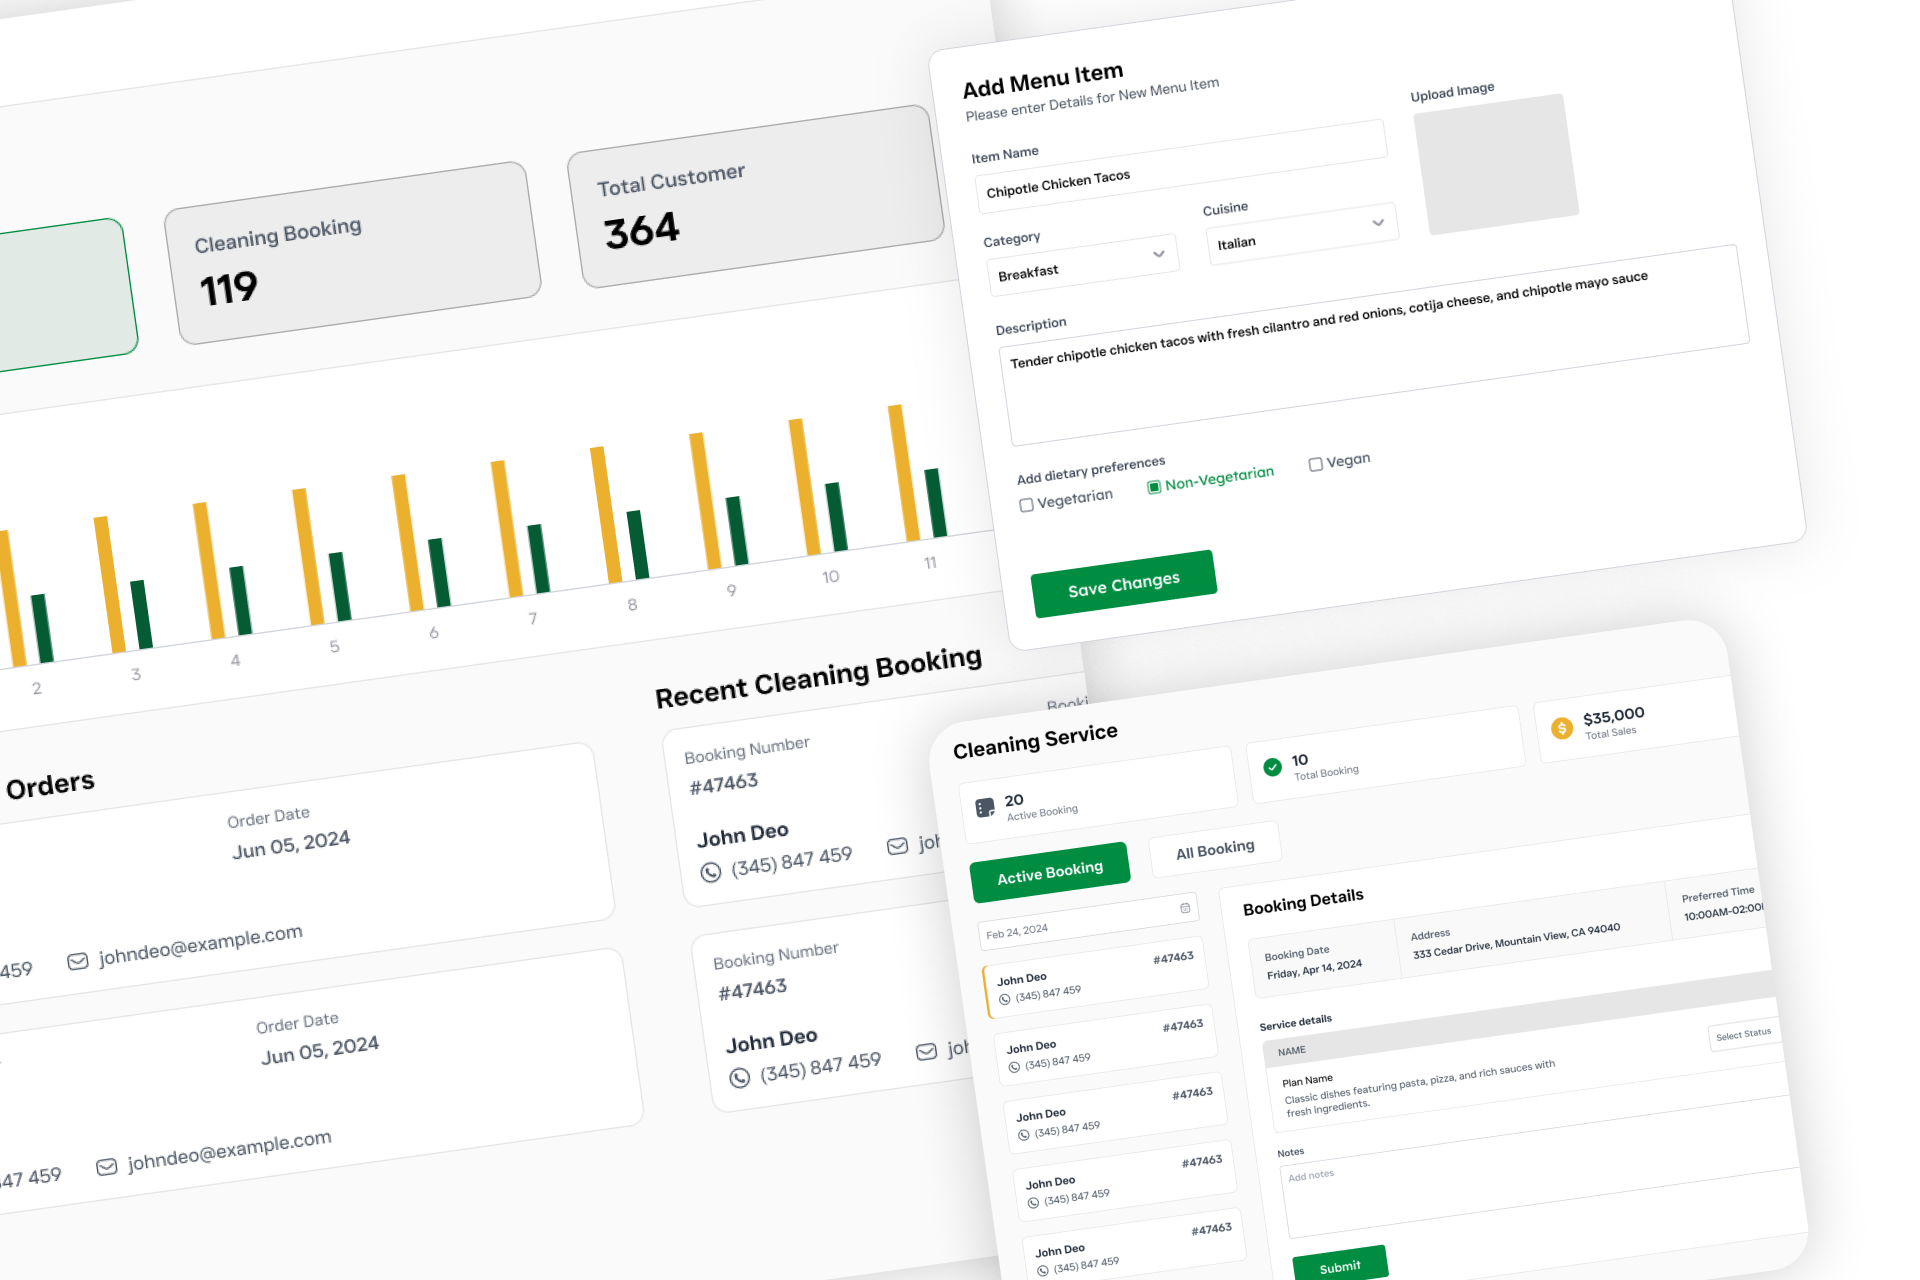 Cleaning Booking
119
Total Customer
364
2
3
4
5
6
7
8
9
10
11
Orders
Order Date
Jun 05, 2024
459
johndeo@example.com
Order Date
Jun 05, 2024
847 459
johndeo@example.com
Recent Cleaning Booking
Booking Number
#47463
John Deo
(345) 847 459
Booking Number
#47463
John Deo
(345) 847 459
Add Menu Item
Please enter Details for New Menu Item
Item Name
Chipotle Chicken Tacos
Upload Image
Category
Breakfast
Cuisine
Italian
Description
Tender chipotle chicken tacos with fresh cilantro and red onions, cotija cheese, and chipotle mayo sauce
Add dietary preferences
Vegetarian
Non-Vegetarian
Vegan
Save Changes
Cleaning Service
20
Active Booking
10
Total Booking
$35,000
Total Sales
Active Booking
All Booking
Feb 24, 2024
John Deo
#47463
(345) 847 459
John Deo
#47463
(345) 847 459
John Deo
#47463
(345) 847 459
John Deo
#47463
(345) 847 459
John Deo
#47463
(345) 847 459
Booking Details
Booking Date
Friday, Apr 14, 2024
Address
333 Cedar Drive, Mountain View, CA 94040
Preferred Time
10:00AM-02:00
Service details
NAME
Plan Name
Classic dishes featuring pasta, pizza, and rich sauces with
fresh ingredients.
Select Status
Notes
Add notes
Submit